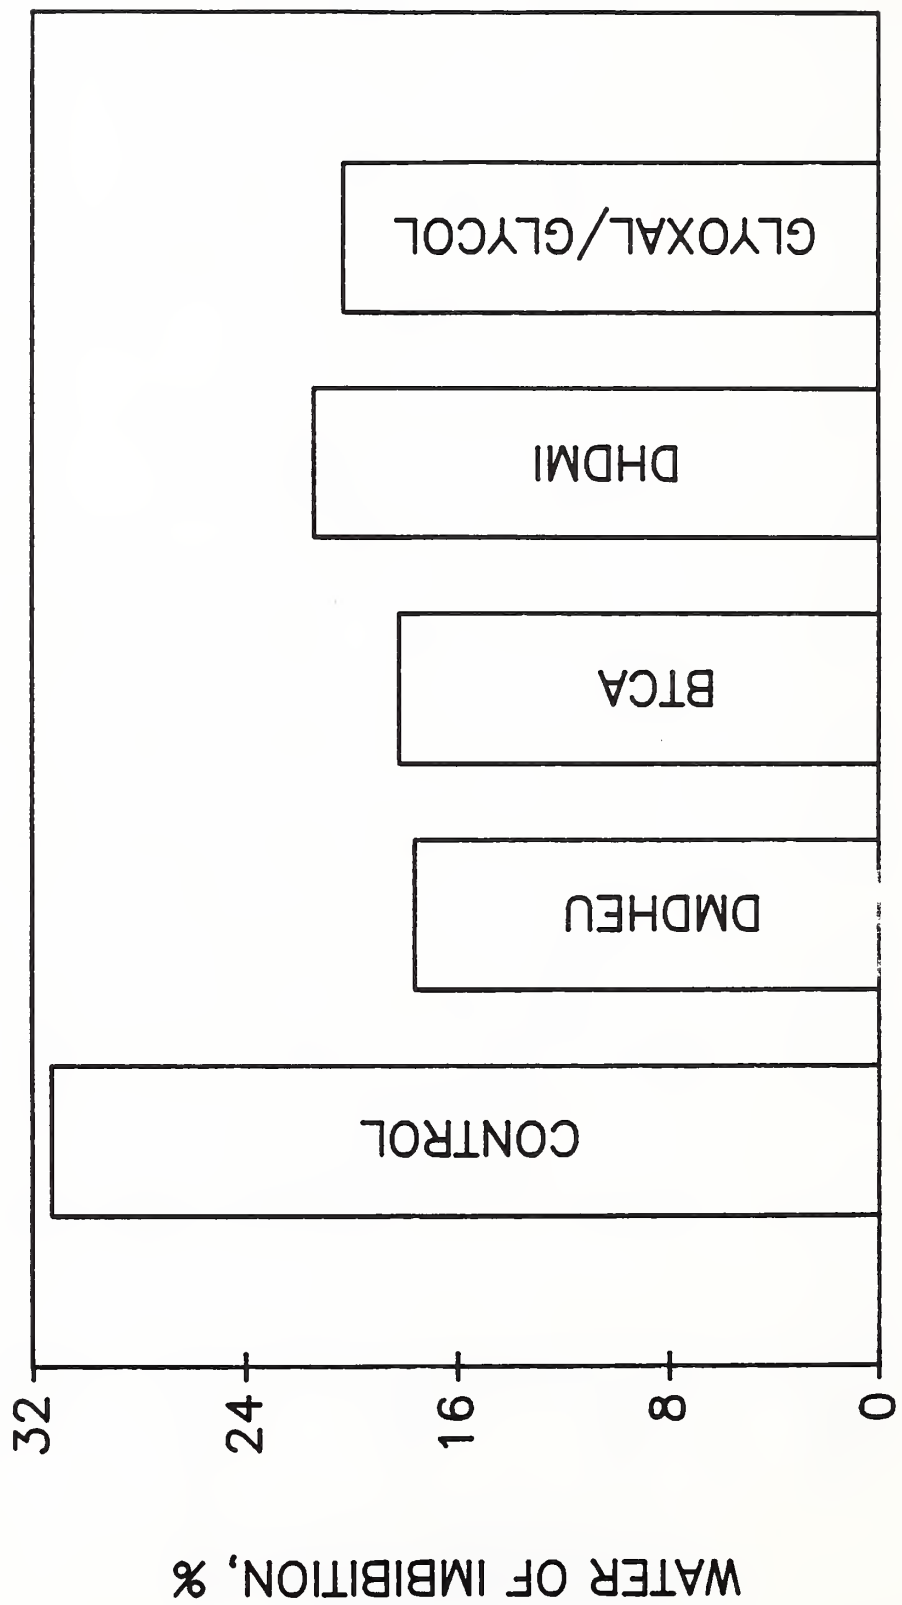 WATER OF IMBIBITION, %
0 8 16 24 32
CONTROL
DMDHEU
BTCA
DHDMI
GLYOXAL/GLYCOL